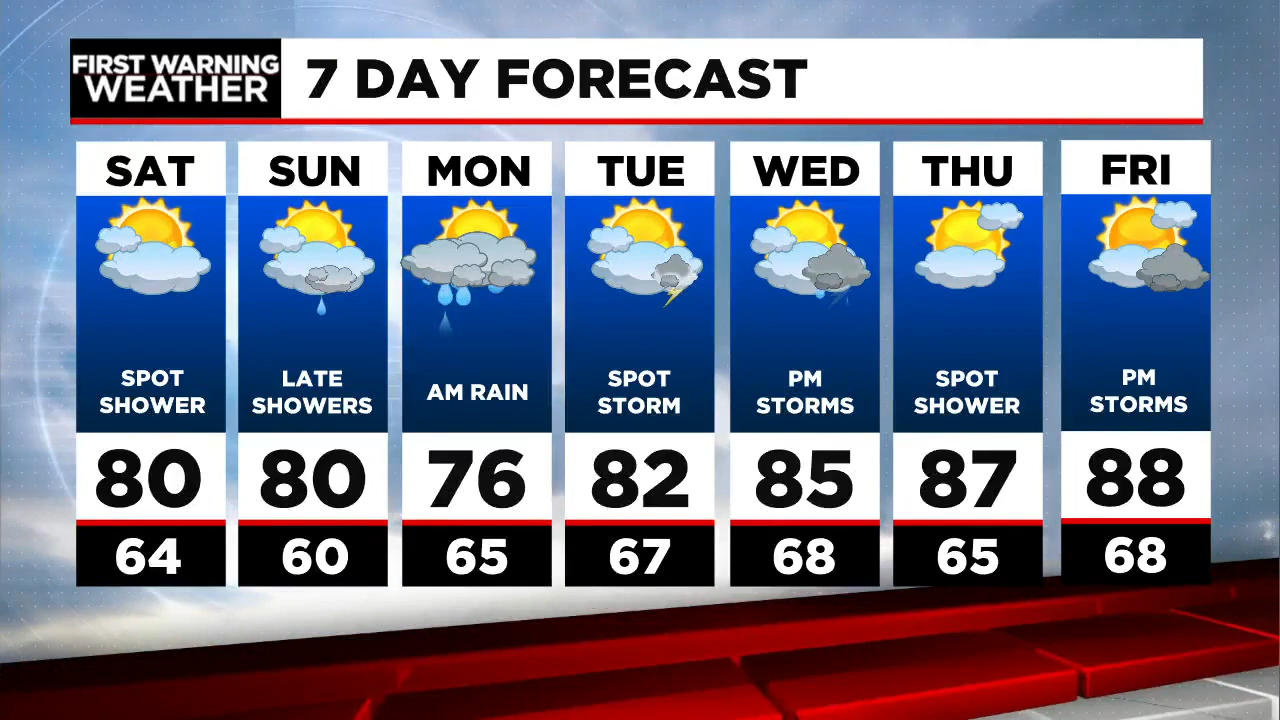 FIRST WARNING
WEATHER
7 DAY FORECAST
SAT
SUN
MON
TUE
WED
THU
FRI
SPOT
SHOWER
LATE
SHOWERS
AM RAIN
SPOT
STORM
PM
STORMS
SPOT
SHOWER
PM
STORMS
80
80
76
82
85
87
88
64
60
65
67
68
65
68